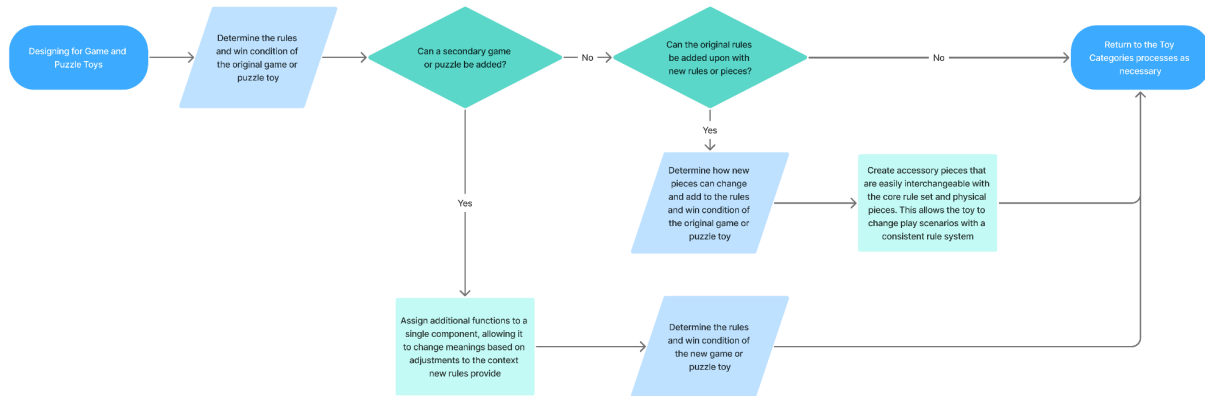 Designing for Game and
Puzzle Toys
Determine the rules
and win condition of
the original game or
puzzle toy
Can a secondary game
or puzzle be added?
No
Can the original rules
be added upon with
new rules or pieces?
No
Return to the Toy
Categories processes as
necessary
Yes
Determine how new
pieces can change
and add to the rules
and win condition of
the original game or
puzzle toy
Create accessory pieces that
are easily interchangeable with
the core rule set and physical
pieces. This allows the toy to
change play scenarios with a
consistent rule system
Yes
Assign additional functions to a
single component, allowing it
to change meanings based on
adjustments to the context
new rules provide
Determine the rules
and win condition of
the new game or
puzzle toy